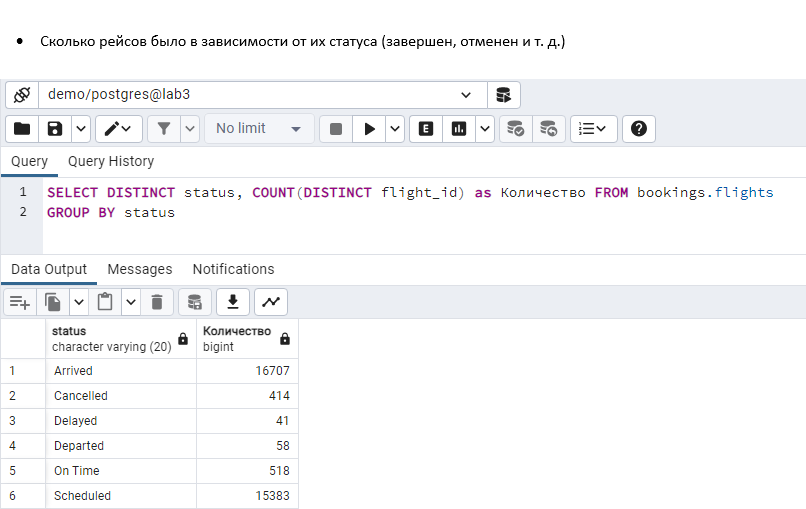 • Сколько рейсов было в зависимости от их статуса (завершен, отменен и т. д.)
demo/postgres@lab3
No limit
E
Query Query History
1 SELECT DISTINCT status, COUNT(DISTINCT flight_id) as Количество FROM bookings.flights
2 GROUP BY status
Data Output Messages Notifications
status Количество
character varying (20) bigint
1 Arrived 16707
2 Cancelled 414
3 Delayed 41
4 Departed 58
5 On Time 518
6 Scheduled 15383